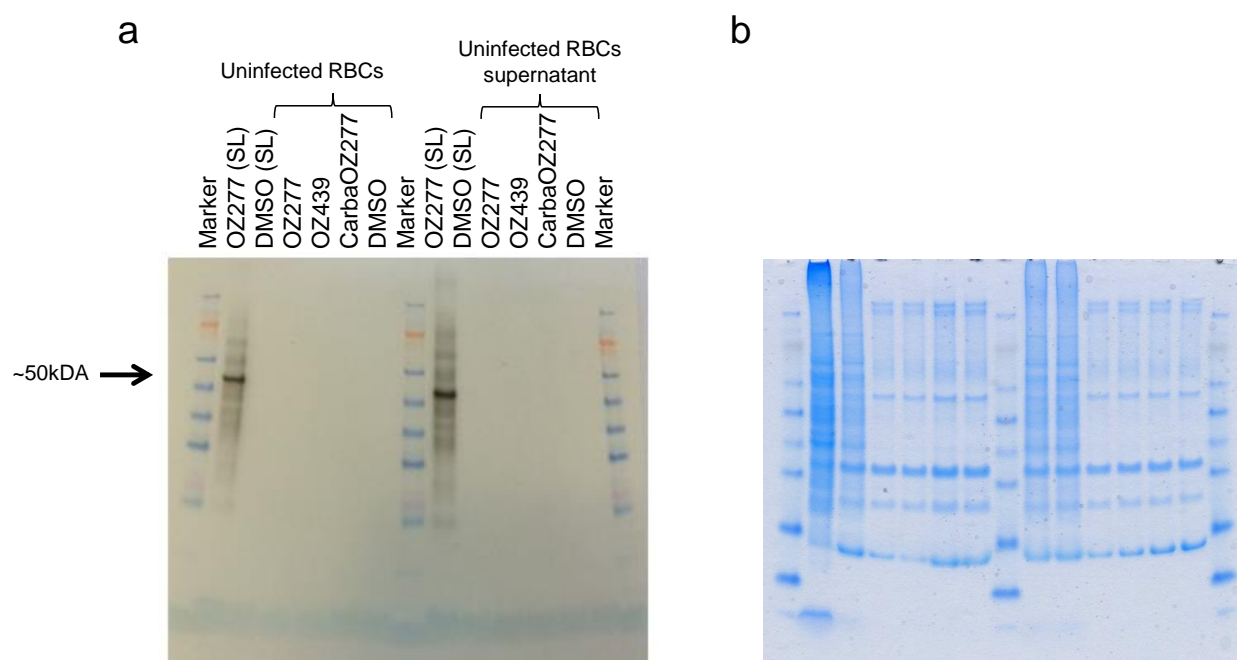 a
b
Uninfected RBCs
Uninfected RBCs
supernatant
Marker
OZ277 (SL)
DMSO (SL)
OZ277
OZ439
CarbaOZ277
DMSO
Marker
OZ277 (SL)
DMSO (SL)
OZ277
OZ439
CarbaOZ277
DMSO
Marker
~50kDA